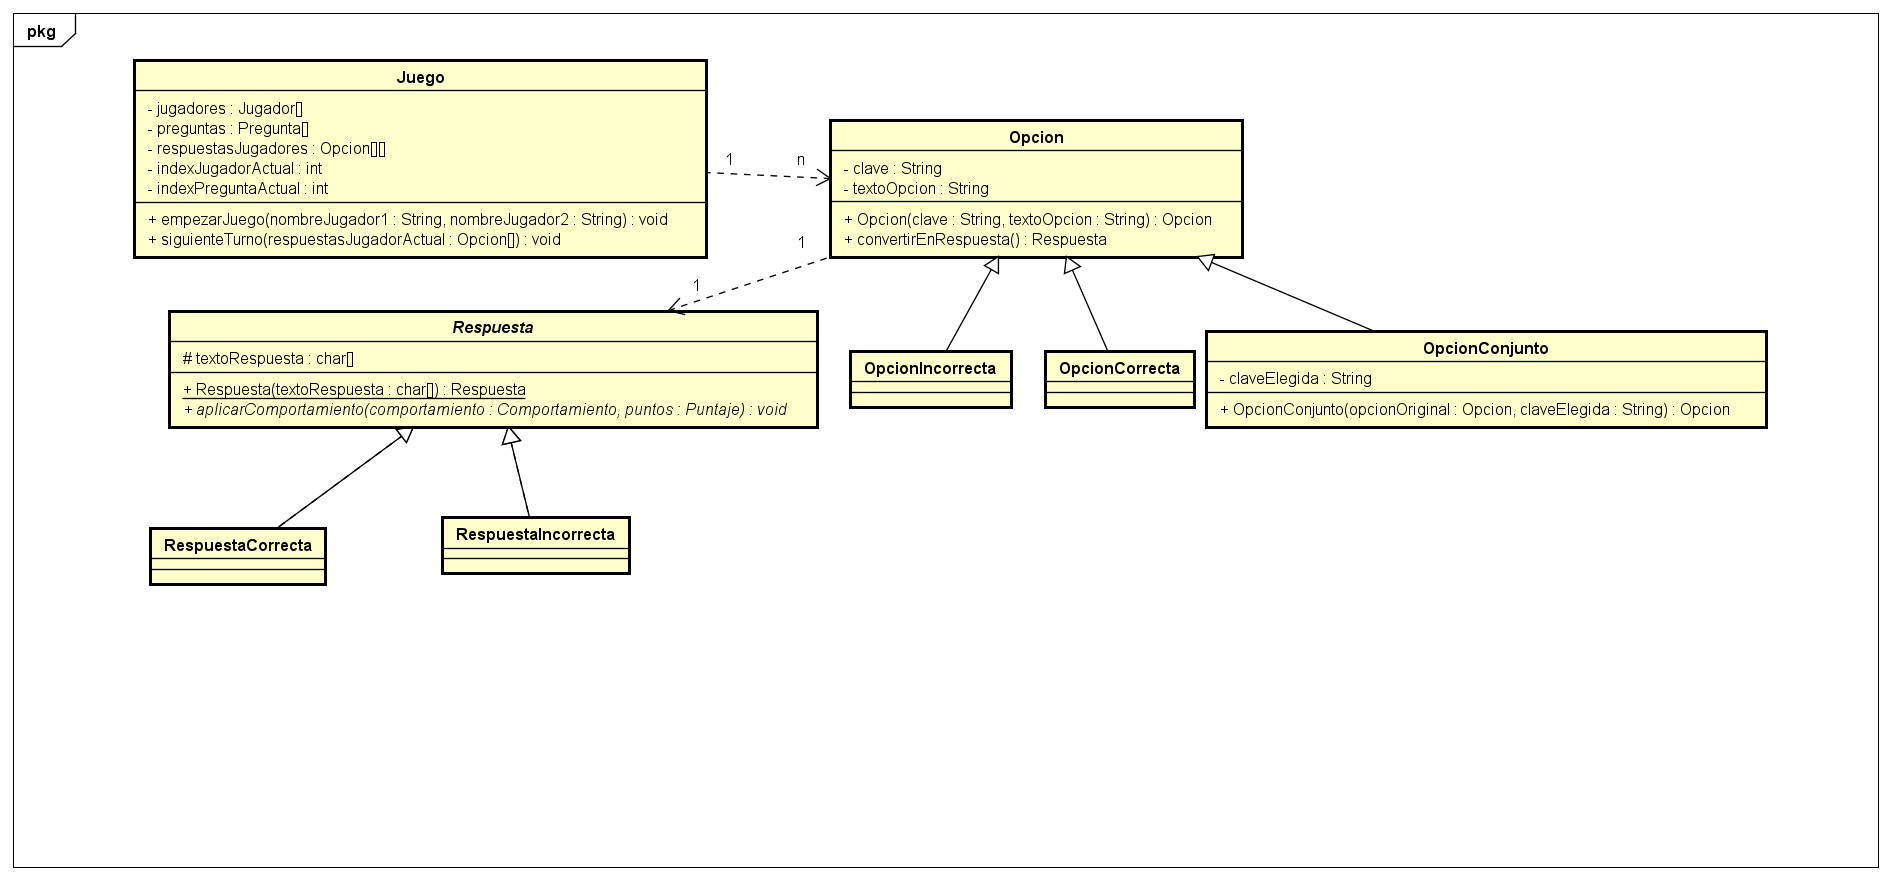 pkg
Juego
- jugadores : Jugador[]
- preguntas : Pregunta[]
- respuestasJugadores : Opcion[][]
- indexJugadorActual : int
- indexPreguntaActual : int
+ empezarJuego(nombreJugador1 : String, nombreJugador2 : String) : void
+ siguienteTurno(respuestasJugadorActual : Opcion[]) : void
1
n
Opcion
- clave : String
- textoOpcion : String
+ Opcion(clave : String, textoOpcion : String) : Opcion
+ convertirEnRespuesta() : Respuesta
1
1
Respuesta
# textoRespuesta : char[]
+ Respuesta(textoRespuesta : char[]) : Respuesta
+ aplicarComportamiento(comportamiento : Comportamiento, puntos : Puntaje) : void
OpcionIncorrecta
OpcionCorrecta
OpcionConjunto
- claveElegida : String
+ OpcionConjunto(opcionOriginal : Opcion, claveElegida : String) : Opcion
RespuestaCorrecta
RespuestaIncorrecta